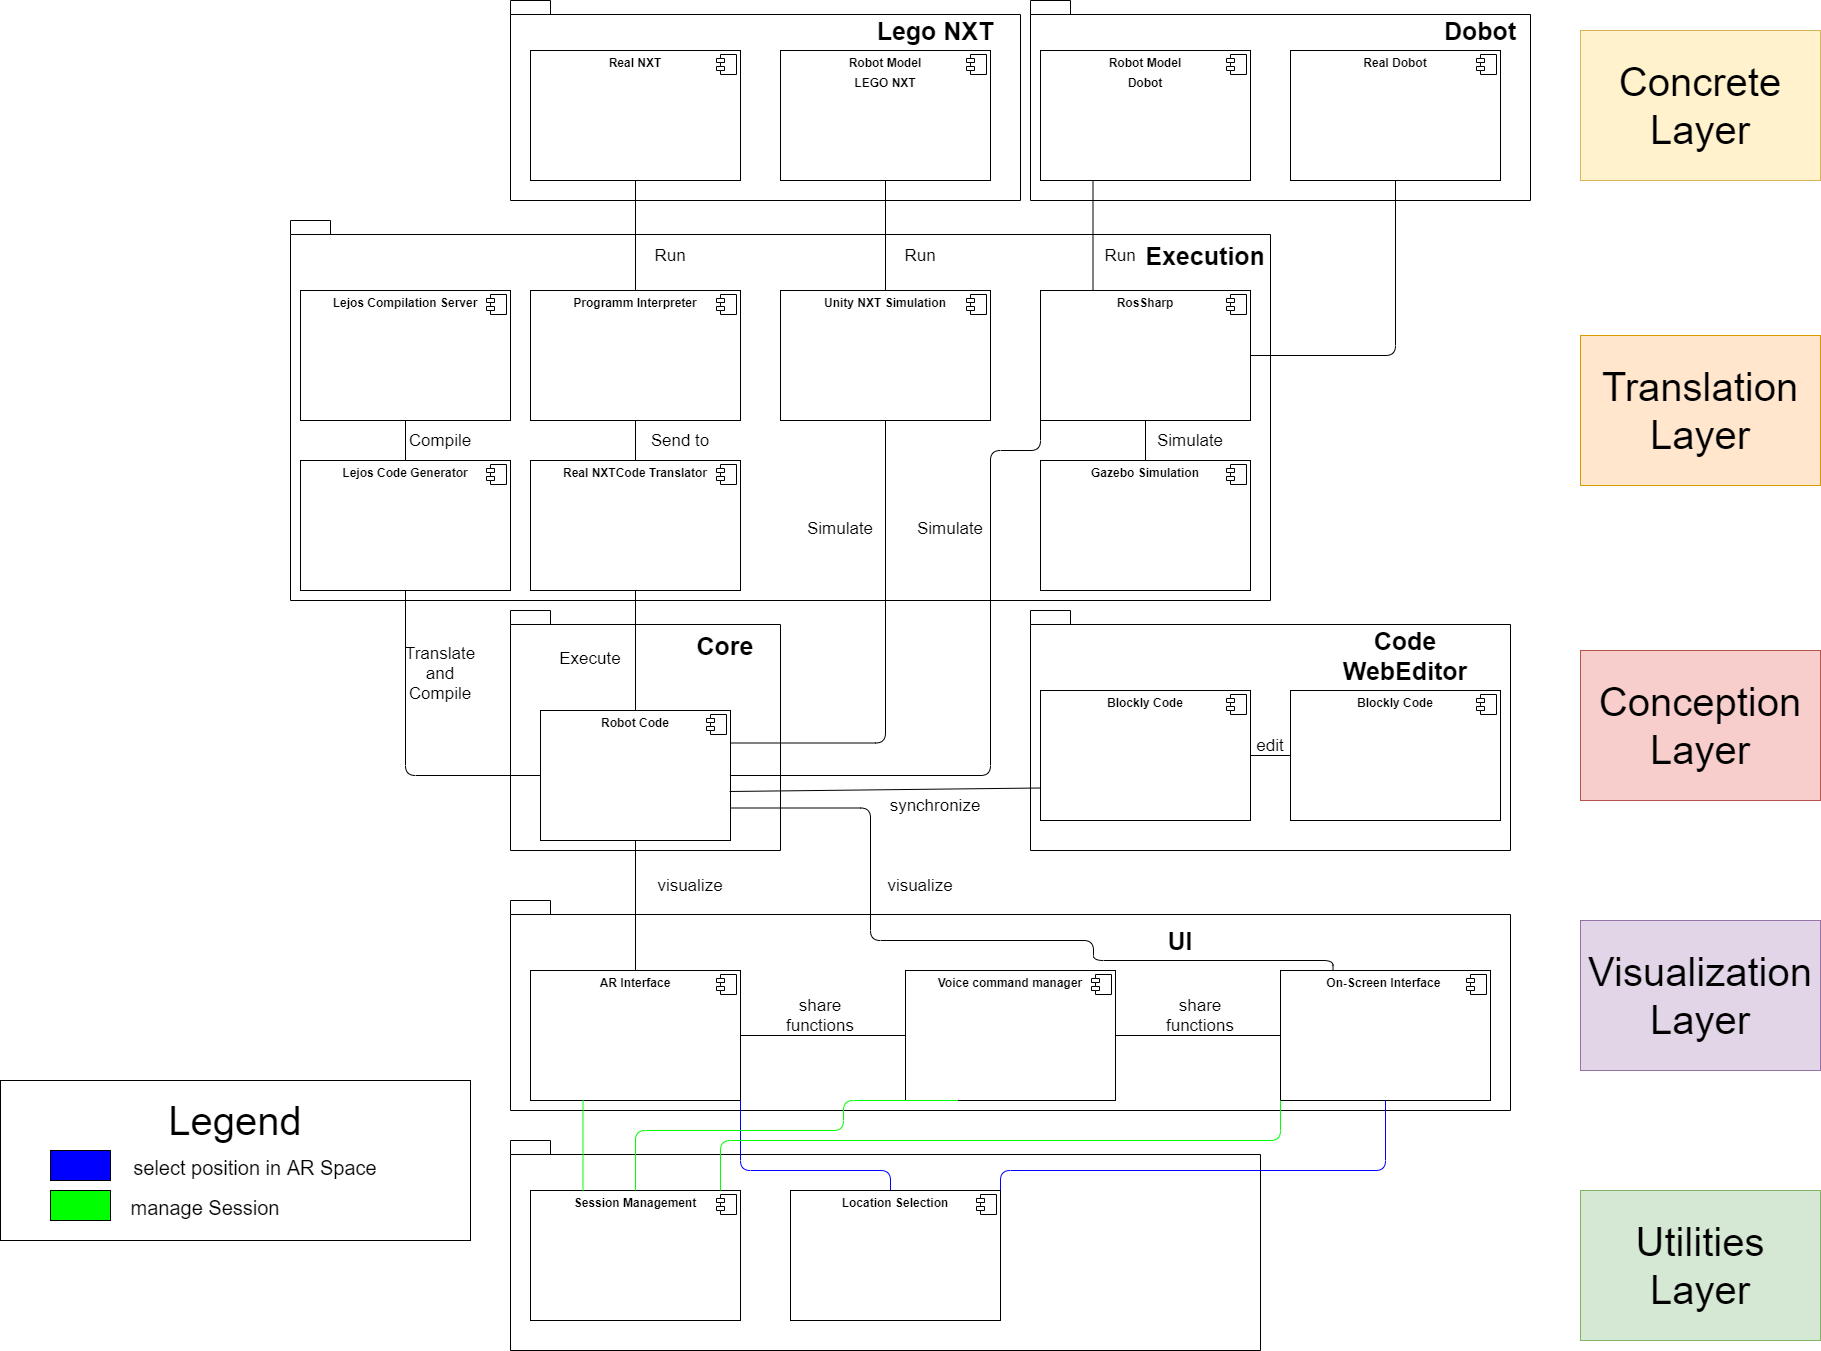 Lego NXT
Dobot
Real NXT
Robot Model
LEGO NXT
Robot Model
Dobot
Real Dobot
Concrete
Layer
Run
Run
Run
Execution
Lejos Compilation Server
Programm Interpreter
Unity NXT Simulation
RosSharp
Translation
Layer
Compile
Send to
Simulate
Lejos Code Generator
Real NXTCode Translator
Gazebo Simulation
Simulate
Simulate
Translate
and
Compile
Execute
Core
Code
WebEditor
Robot Code
Blockly Code
Blockly Code
edit
synchronize
Conception
Layer
visualize
visualize
UI
AR Interface
Voice command manager
On-Screen Interface
share
functions
share
functions
Visualization
Layer
Legend
select position in AR Space
manage Session
Session Management
Location Selection
Utilities
Layer